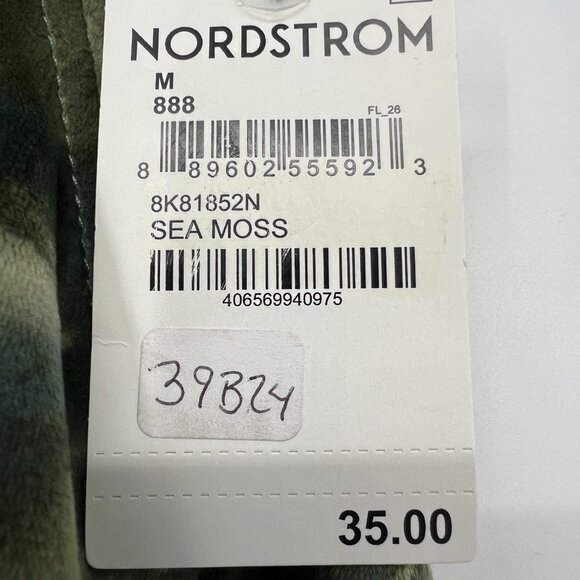 NORDSTROM
M
888
FL_26
8 89602 55592 3
8K81852N
SEA MOSS
406569940975
39B24
35.00